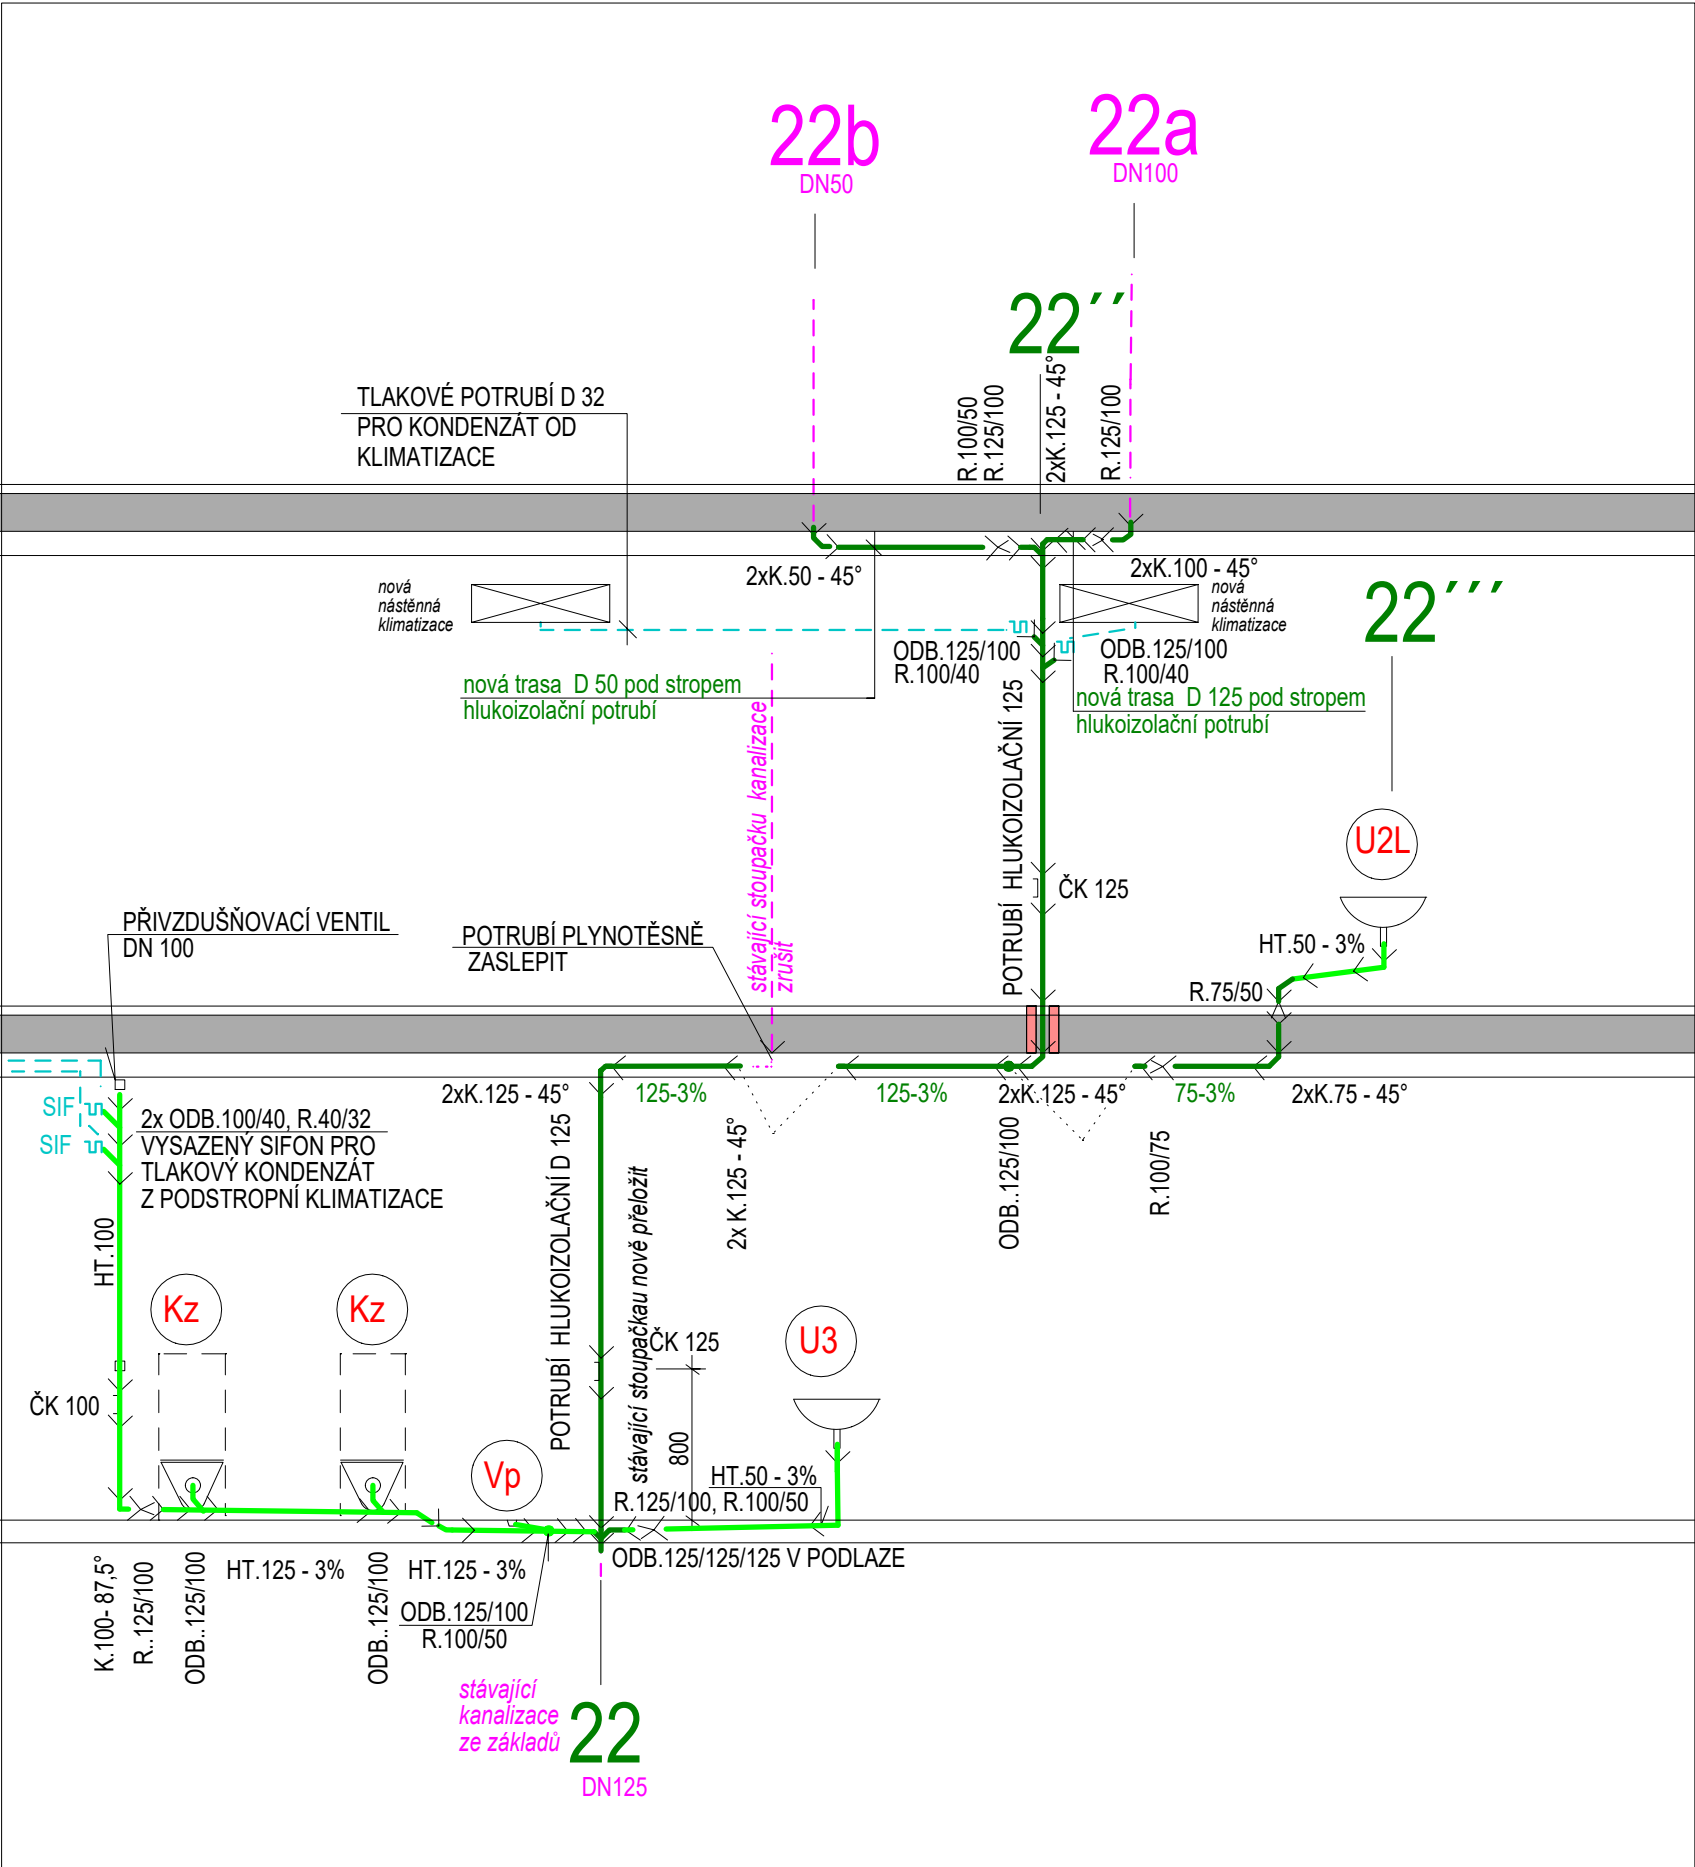 22b
DN50
22a
DN100
22´´
TLAKOVÉ POTRUBÍ D 32
PRO KONDENZÁT OD
KLIMATIZACE
R.100/50
R.125/100
2xK.125 - 45°
R.125/100
2xK.50 - 45°
2xK.100 - 45°
nová
nástěnná
klimatizace
nová
nástěnná
klimatizace
22´´´
ODB.125/100
R.100/40
ODB.125/100
R.100/40
nová trasa D 50 pod stropem
hlukoizolační potrubí
nová trasa D 125 pod stropem
hlukoizolační potrubí
stávající stoupačku kanalizace
zrušit
POTRUBÍ HLUKOIZOLAČNÍ 125
U2L
ČK 125
PŘIVZDUŠŇOVACÍ VENTIL
DN 100
POTRUBÍ PLYNOTĚSNĚ
ZASLEPIT
HT.50 - 3%
R.75/50
2xK.125 - 45°
125-3%
125-3%
2xK.125 - 45°
75-3%
2xK.75 - 45°
SIF
SIF
2x ODB.100/40, R.40/32
VYSAZENÝ SIFON PRO
TLAKOVÝ KONDENZÁT
Z PODSTROPNÍ KLIMATIZACE
HT.100
POTRUBÍ HLUKOIZOLAČNÍ D 125
stávající stoupačkau nově přeložit
2x K.125 - 45°
ODB..125/100
R.100/75
Kz
Kz
ČK 125
U3
ČK 100
800
Vp
HT.50 - 3%
R.125/100, R.100/50
ODB.125/125/125 V PODLAZE
K.100- 87,5°
R..125/100
ODB..125/100
HT.125 - 3%
ODB..125/100
HT.125 - 3%
ODB.125/100
R.100/50
stávající
kanalizace
ze základů
22
DN125